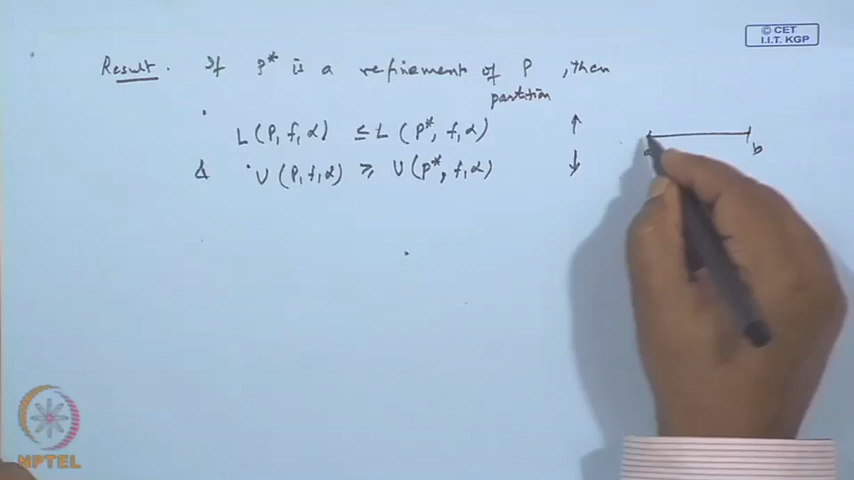 © CET
I.I.T. KGP
Result. If P* is a refinement of P, then
partition
L(P, f, α) ≤ L(P*, f, α) ↑
& U(P, f, α) ≥ U(P*, f, α) ↓
a b
NPTEL